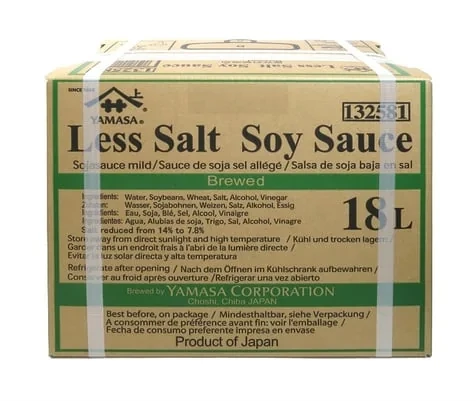 132581
Less Salt Soy Sauce
SINCE 1645
上
YAMASA®
132581
Less Salt Soy Sauce
Sojasauce mild/Sauce de soja sel allégé/Salsa de soja baja en sal
Brewed
Ingredients: Water, Soybeans, Wheat, Salt, Alcohol, Vinegar
Zutaten: Wasser, Sojabohnen, Weizen, Salz, Alkohol, Essig
Ingrédients: Eau, Soja, Blé, Sel, Alcool, Vinaigre
Ingredientes: Agua, Alubias de soja, Trigo, Sal, Alcohol, Vinagre
18L
Salt reduced from 14% to 7.8%
Store away from direct sunlight and high temperature / Kühl und trocken lagern /
Garder dans un endroit frais à l'abri de la lumière directe /
Evitar la luz solar directa y alta temperatura
Refrigerate after opening / Nach dem Öffnen im Kühlschrank aufbewahren /
Conserver au froid après ouverture /Refrigerar una vez abierto
Brewed by YAMASA CORPORATION
Choshi, Chiba JAPAN
Best before, on package / Mindesthaltbar, siehe Verpackung /
A consommer de préférence avant fin: voir l'emballage /
Fecha de consumo preferente Impresa en envase
Product of Japan